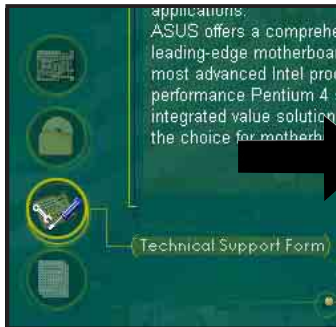 applications.
ASUS offers a comprehe
leading-edge motherboa
most advanced Intel proc
performance Pentium 4 s
integrated value solution
the choice for motherb
Technical Support Form